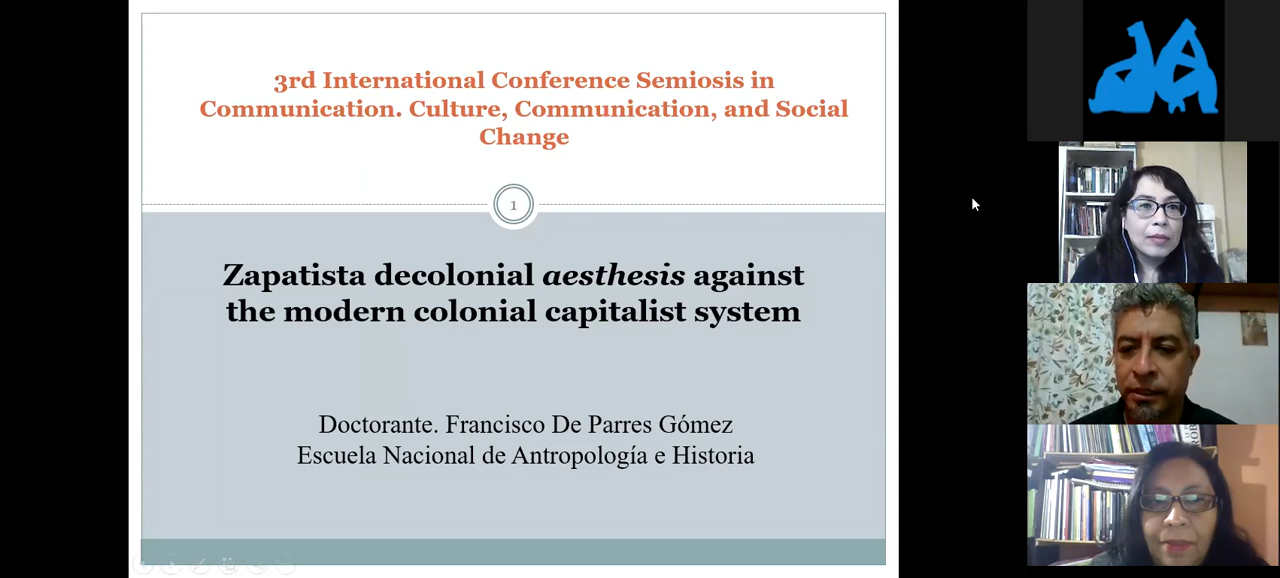 3rd International Conference Semiosis in
Communication. Culture, Communication, and Social
Change
1
Zapatista decolonial aesthesis against
the modern colonial capitalist system
Doctorante. Francisco De Parres Gómez
Escuela Nacional de Antropología e Historia